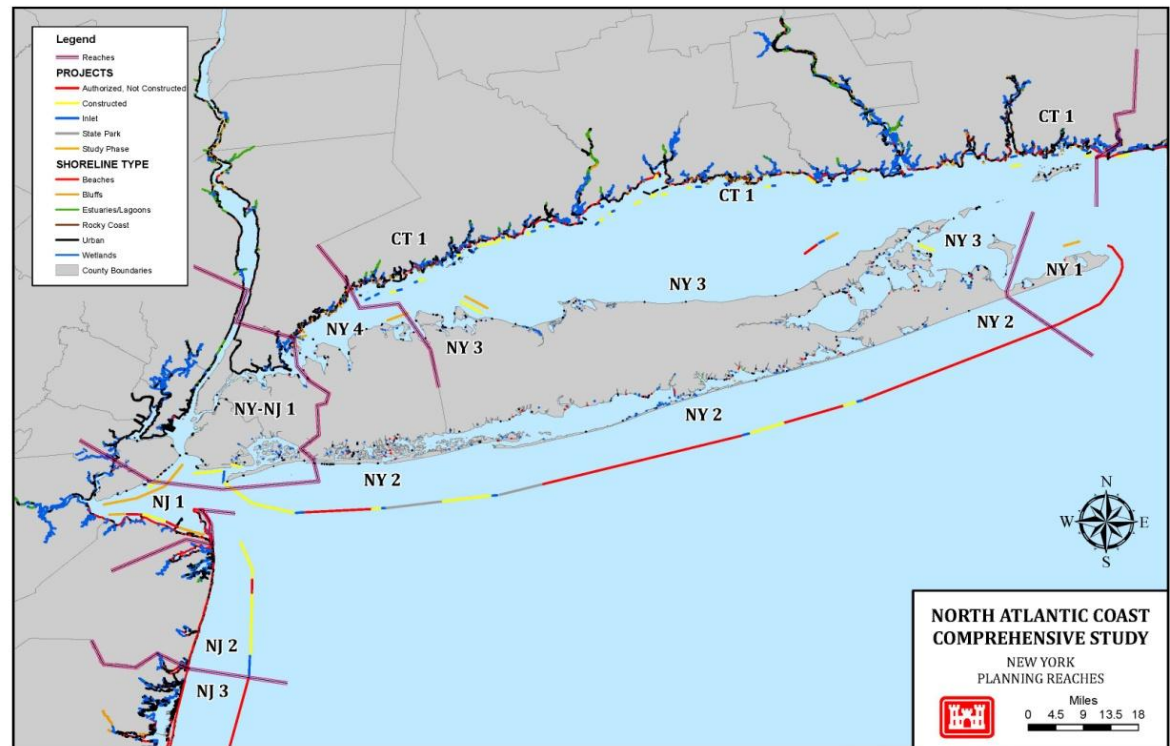 Legend
Reaches
PROJECTS
Authorized, Not Constructed
Constructed
Inlet
State Park
Study Phase
SHORELINE TYPE
Beaches
Bluffs
Estuaries/Lagoons
Rocky Coast
Urban
Wetlands
County Boundaries
CT 1
CT 1
CT 1
NY 3
NY 1
NY 3
NY 2
NY 4
NY 3
NY-NJ 1
NY 2
NY 2
NJ 1
NJ 2
NJ 3
N
W E
S
NORTH ATLANTIC COAST
COMPREHENSIVE STUDY
NEW YORK
PLANNING REACHES
Miles
0 4.5 9 13.5 18